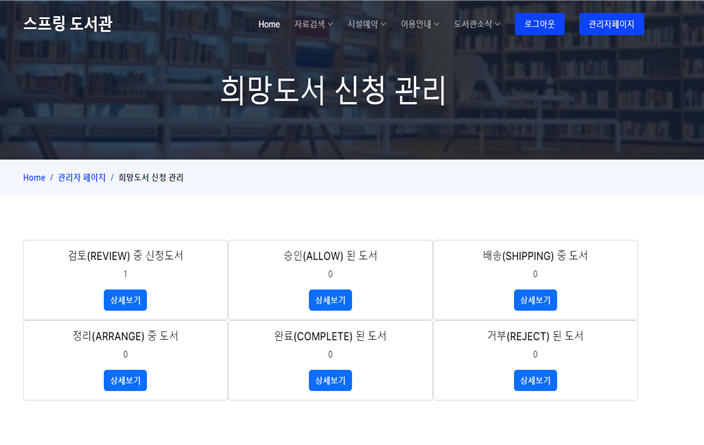 스프링 도서관
Home 자료검색 시설예약 이용안내 도서관소식 로그아웃 관리자페이지
희망도서 신청 관리
Home / 관리자 페이지 / 희망도서 신청 관리
검토(REVIEW) 중 신청도서
1
상세보기
승인(ALLOW) 된 도서
0
상세보기
배송(SHIPPING) 중 도서
0
상세보기
정리(ARRANGE) 중 도서
0
상세보기
완료(COMPLETE) 된 도서
0
상세보기
거부(REJECT) 된 도서
0
상세보기